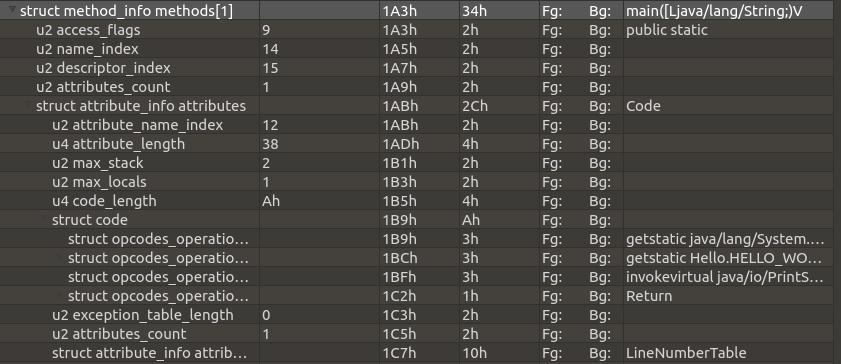 struct method_info methods[1] 1A3h 34h Fg: Bg: main([Ljava/lang/String;)V
u2 access_flags 9 1A3h 2h Fg: Bg: public static
u2 name_index 14 1A5h 2h Fg: Bg:
u2 descriptor_index 15 1A7h 2h Fg: Bg:
u2 attributes_count 1 1A9h 2h Fg: Bg:
struct attribute_info attributes 1ABh 2Ch Fg: Bg: Code
u2 attribute_name_index 12 1ABh 2h Fg: Bg:
u4 attribute_length 38 1ADh 4h Fg: Bg:
u2 max_stack 2 1B1h 2h Fg: Bg:
u2 max_locals 1 1B3h 2h Fg: Bg:
u4 code_length Ah 1B5h 4h Fg: Bg:
struct code 1B9h Ah Fg: Bg:
struct opcodes_operatio... 1B9h 3h Fg: Bg: getstatic java/lang/System....
struct opcodes_operatio... 1BCh 3h Fg: Bg: getstatic Hello.HELLO_WO...
struct opcodes_operatio... 1BFh 3h Fg: Bg: invokevirtual java/io/PrintS...
struct opcodes_operatio... 1C2h 1h Fg: Bg: Return
u2 exception_table_length 0 1C3h 2h Fg: Bg:
u2 attributes_count 1 1C5h 2h Fg: Bg:
struct attribute_info attrib... 1C7h 10h Fg: Bg: LineNumberTable